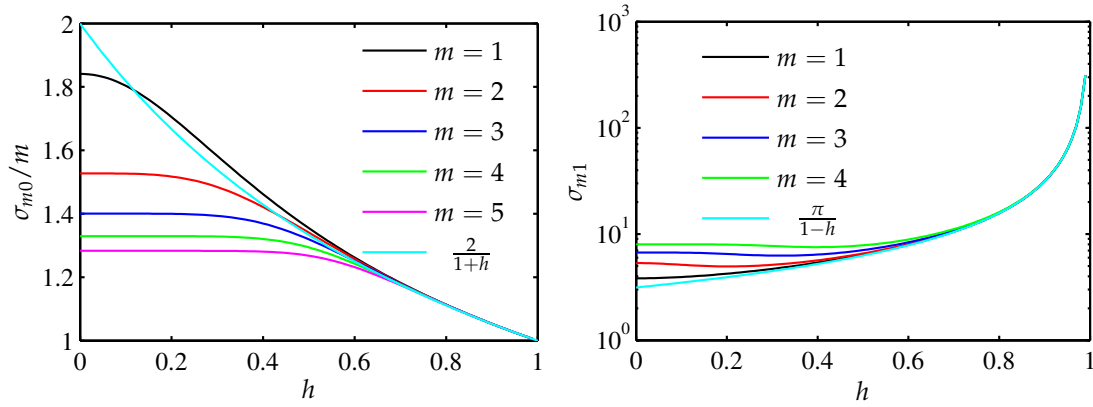 2
1.8
1.6
1.4
1.2
1
0 0.2 0.4 0.6 0.8 1
σ_{m0}/m
h
m = 1
m = 2
m = 3
m = 4
m = 5
\frac{2}{1+h}
10^3
10^2
10^1
10^0
0 0.2 0.4 0.6 0.8 1
σ_{m1}
h
m = 1
m = 2
m = 3
m = 4
\frac{π}{1−h}